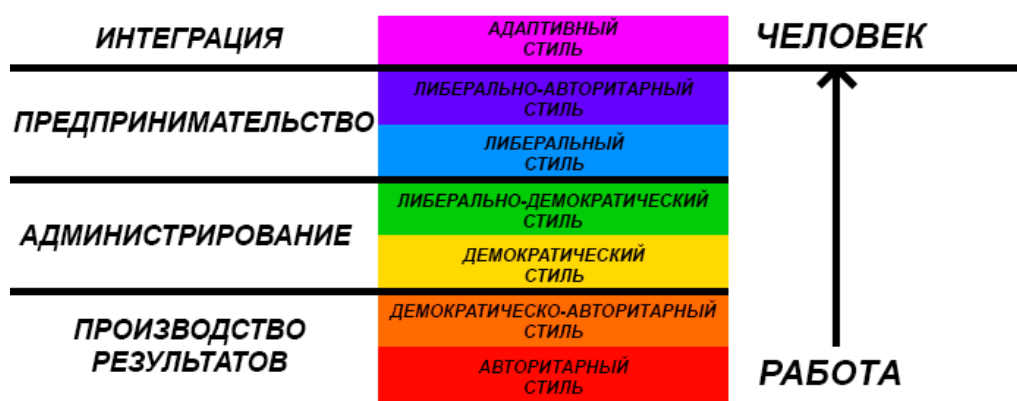 ИНТЕГРАЦИЯ
АДАПТИВНЫЙ
СТИЛЬ
ЧЕЛОВЕК
ПРЕДПРИНИМАТЕЛЬСТВО
ЛИБЕРАЛЬНО-АВТОРИТАРНЫЙ
СТИЛЬ
ЛИБЕРАЛЬНЫЙ
СТИЛЬ
АДМИНИСТРИРОВАНИЕ
ЛИБЕРАЛЬНО-ДЕМОКРАТИЧЕСКИЙ
СТИЛЬ
ДЕМОКРАТИЧЕСКИЙ
СТИЛЬ
ПРОИЗВОДСТВО
РЕЗУЛЬТАТОВ
ДЕМОКРАТИЧЕСКО-АВТОРИТАРНЫЙ
СТИЛЬ
АВТОРИТАРНЫЙ
СТИЛЬ
РАБОТА